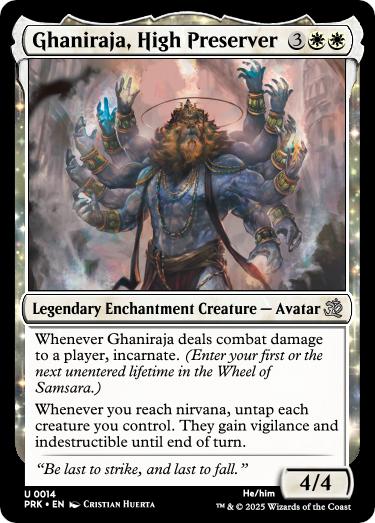 Ghaniraja, High Preserver 3
Legendary Enchantment Creature — Avatar
Whenever Ghaniraja deals combat damage
to a player, incarnate. (Enter your first or the
next unentered lifetime in the Wheel of
Samsara.)
Whenever you reach nirvana, untap each
creature you control. They gain vigilance and
indestructible until end of turn.
“Be last to strike, and last to fall.”
4/4
U 0014 He/him
PRK • EN Cristian Huerta ™ & © 2025 Wizards of the Coast